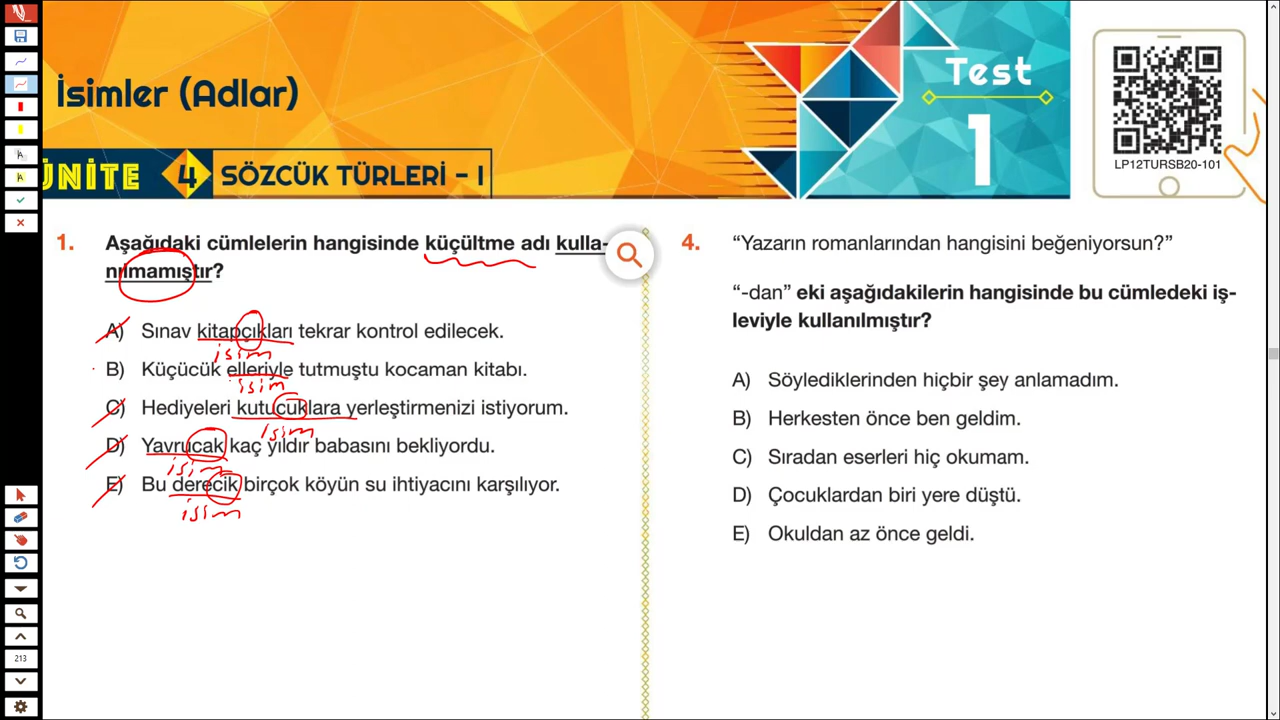 İsimler (Adlar)
Test
1
ÜNİTE 4 SÖZCÜK TÜRLERİ – I
LP12TURSB20-101
1. Aşağıdaki cümlelerin hangisinde küçültme adı kulla-
nılmamıştır?
A) Sınav kitapçıkları tekrar kontrol edilecek.
isim
B) Küçücük elleriyle tutmuştu kocaman kitabı.
isim
C) Hediyeleri kutucuklara yerleştirmenizi istiyorum.
isim
D) Yavrucak kaç yıldır babasını bekliyordu.
isim
E) Bu derecik birçok köyün su ihtiyacını karşılıyor.
isim
4. “Yazarın romanlarından hangisini beğeniyorsun?”
“-dan” eki aşağıdakilerin hangisinde bu cümledeki iş-
leviyle kullanılmıştır?
A) Söylediklerinden hiçbir şey anlamadım.
B) Herkesten önce ben geldim.
C) Sıradan eserleri hiç okumam.
D) Çocuklardan biri yere düştü.
E) Okuldan az önce geldi.
A
A
213